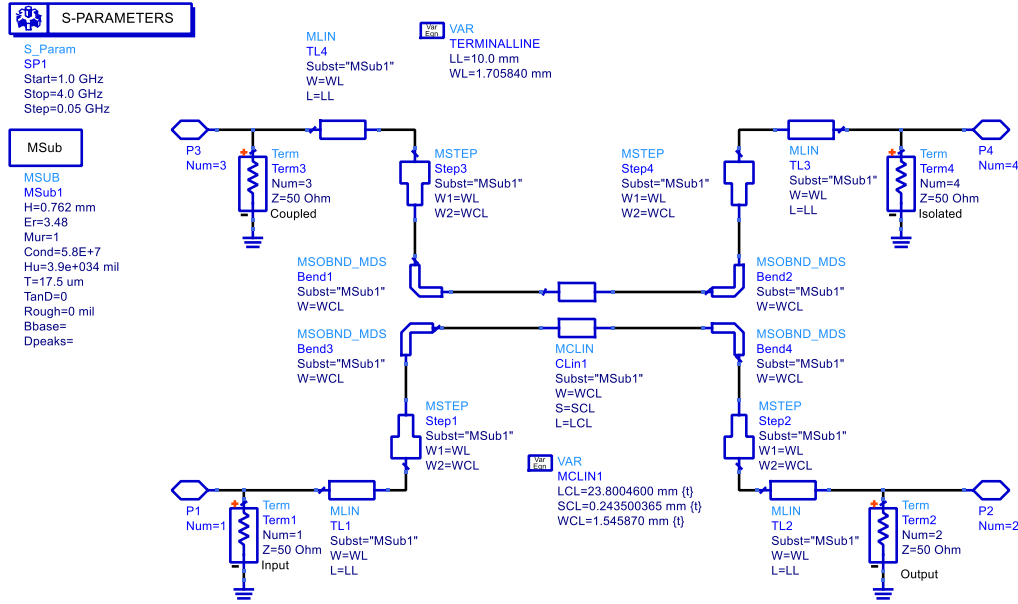 S-PARAMETERS
S_Param
SP1
Start=1.0 GHz
Stop=4.0 GHz
Step=0.05 GHz
MSub
MSUB
MSub1
H=0.762 mm
Er=3.48
Mur=1
Cond=5.8E+7
Hu=3.9e+034 mil
T=17.5 um
TanD=0
Rough=0 mil
Bbase=
Dpeaks=
MLIN
TL4
Subst="MSub1"
W=WL
L=LL
Var
Eqn
VAR
TERMINALLINE
LL=10.0 mm
WL=1.705840 mm
P3
Num=3
Term
Term3
Num=3
Z=50 Ohm
Coupled
MSTEP
Step3
Subst="MSub1"
W1=WL
W2=WCL
MSTEP
Step4
Subst="MSub1"
W1=WL
W2=WCL
MLIN
TL3
Subst="MSub1"
W=WL
L=LL
Term
Term4
Num=4
Z=50 Ohm
Isolated
P4
Num=4
MSOBND_MDS
Bend1
Subst="MSub1"
W=WCL
MSOBND_MDS
Bend2
Subst="MSub1"
W=WCL
MSOBND_MDS
Bend3
Subst="MSub1"
W=WCL
MCLIN
CLin1
Subst="MSub1"
W=WCL
S=SCL
L=LCL
MSOBND_MDS
Bend4
Subst="MSub1"
W=WCL
MSTEP
Step1
Subst="MSub1"
W1=WL
W2=WCL
Var
Eqn
VAR
MCLIN1
LCL=23.8004600 mm {t}
SCL=0.243500365 mm {t}
WCL=1.545870 mm {t}
MSTEP
Step2
Subst="MSub1"
W1=WL
W2=WCL
P1
Num=1
Term
Term1
Num=1
Z=50 Ohm
Input
MLIN
TL1
Subst="MSub1"
W=WL
L=LL
MLIN
TL2
Subst="MSub1"
W=WL
L=LL
Term
Term2
Num=2
Z=50 Ohm
Output
P2
Num=2